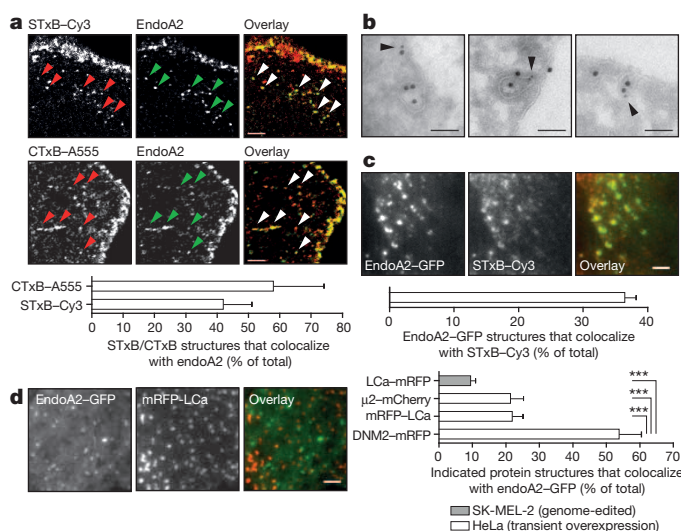 a
STxB–Cy3 EndoA2 Overlay
CTxB–A555 EndoA2 Overlay
CTxB–A555
STxB–Cy3
0 10 20 30 40 50 60 70 80
STxB/CTxB structures that colocalize
with endoA2 (% of total)
b
c
EndoA2–GFP STxB–Cy3 Overlay
0 10 20 30 40
EndoA2–GFP structures that colocalize
with STxB–Cy3 (% of total)
d
EndoA2–GFP mRFP-LCa Overlay
LCa–mRFP
μ2–mCherry
mRFP–LCa
DNM2–mRFP
***
***
***
0 10 20 30 40 50 60 70
Indicated protein structures that colocalize
with endoA2–GFP (% of total)
SK-MEL-2 (genome-edited)
HeLa (transient overexpression)